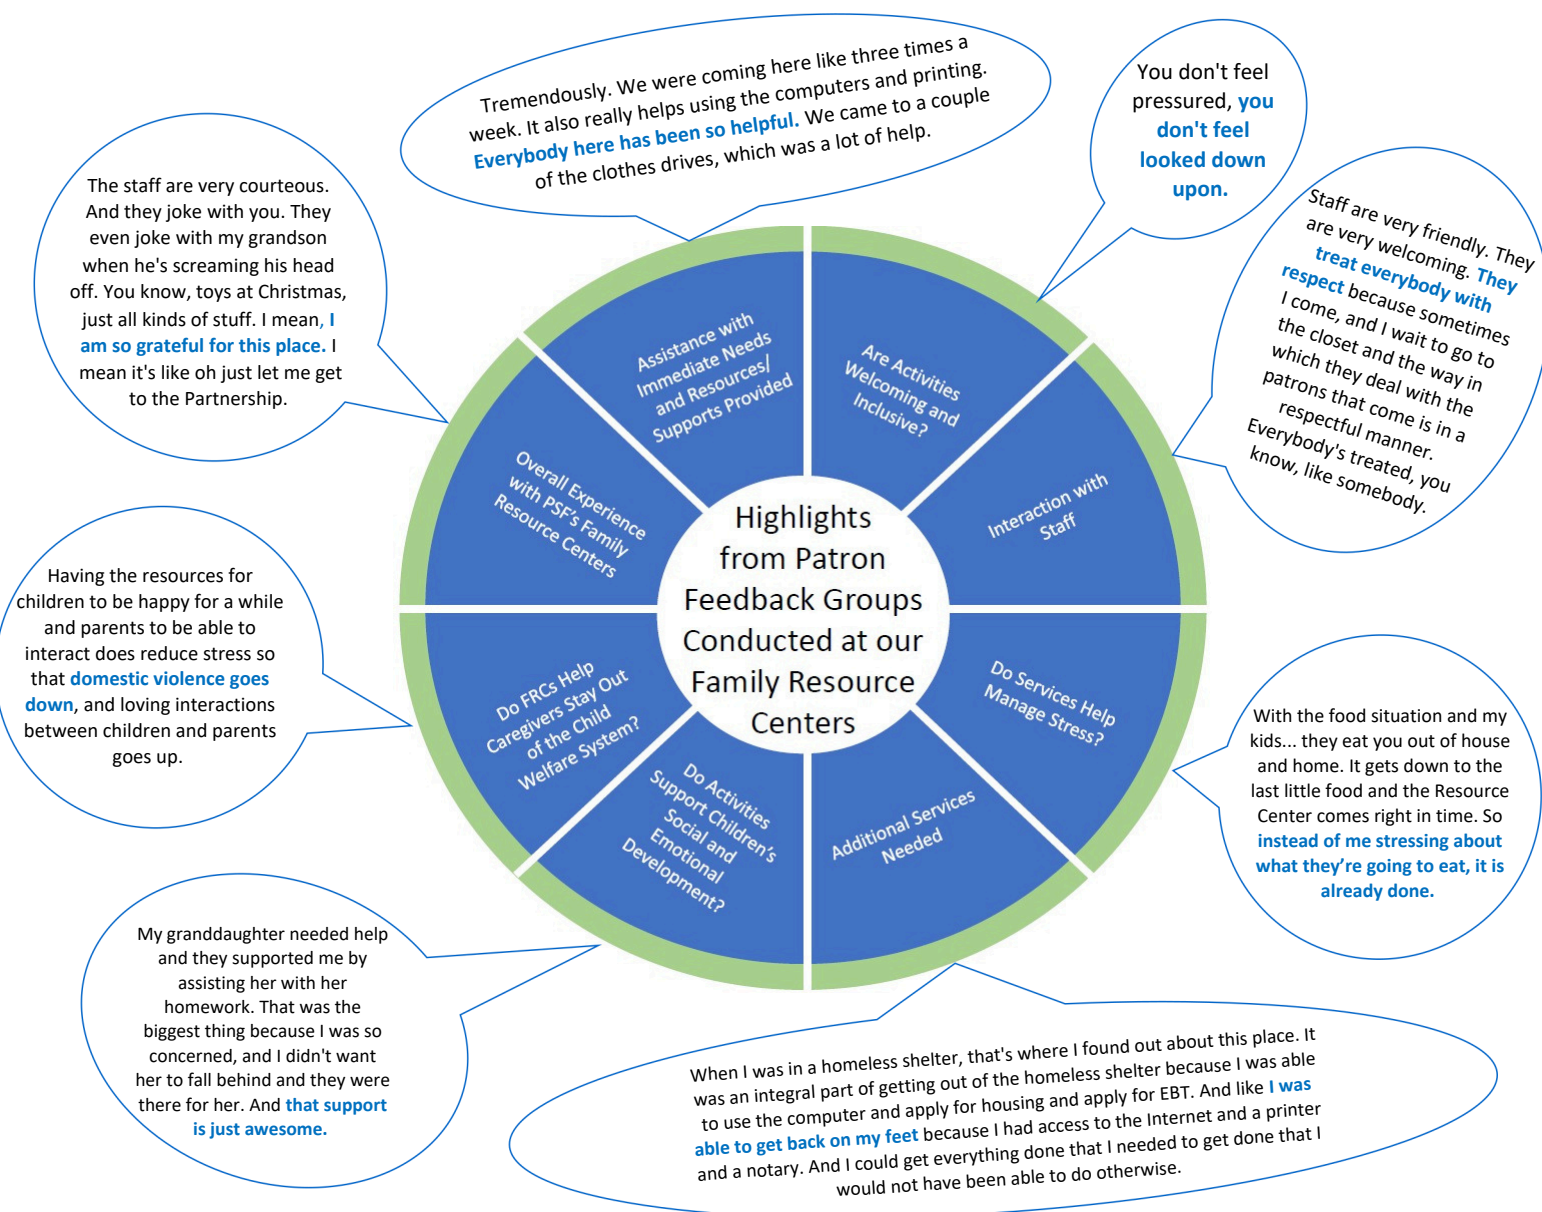 Tremendously. We were coming here like three times a
week. It also really helps using the computers and printing.
Everybody here has been so helpful. We came to a couple
of the clothes drives, which was a lot of help.
You don't feel
pressured, you
don't feel
looked down
upon.
The staff are very courteous.
And they joke with you. They
even joke with my grandson
when he's screaming his head
off. You know, toys at Christmas,
just all kinds of stuff. I mean, I
am so grateful for this place. I
mean it's like oh just let me get
to the Partnership.
Staff are very friendly. They
are very welcoming. They
treat everybody with
respect because sometimes
I come, and I wait to go to
the closet and the way in
which they deal with the
patrons that come is in a
respectful manner.
Everybody's treated, you
know, like somebody.
Assistance with
Immediate Needs
and Resources/
Supports Provided
Are Activities
Welcoming and
Inclusive?
Overall Experience
with PSF's Family
Resource Centers
Interaction with
Staff
Highlights
from Patron
Feedback Groups
Conducted at our
Family Resource
Centers
Having the resources for
children to be happy for a while
and parents to be able to
interact does reduce stress so
that domestic violence goes
down, and loving interactions
between children and parents
goes up.
Do FRCs Help
Caregivers Stay Out
of the Child
Welfare System?
Do Services Help
Manage Stress?
Do Activities
Support Children's
Social and
Emotional
Development?
Additional Services
Needed
With the food situation and my
kids... they eat you out of house
and home. It gets down to the
last little food and the Resource
Center comes right in time. So
instead of me stressing about
what they’re going to eat, it is
already done.
My granddaughter needed help
and they supported me by
assisting her with her
homework. That was the
biggest thing because I was so
concerned, and I didn't want
her to fall behind and they were
there for her. And that support
is just awesome.
When I was in a homeless shelter, that's where I found out about this place. It
was an integral part of getting out of the homeless shelter because I was able
to use the computer and apply for housing and apply for EBT. And like I was
able to get back on my feet because I had access to the Internet and a printer
and a notary. And I could get everything done that I needed to get done that I
would not have been able to do otherwise.